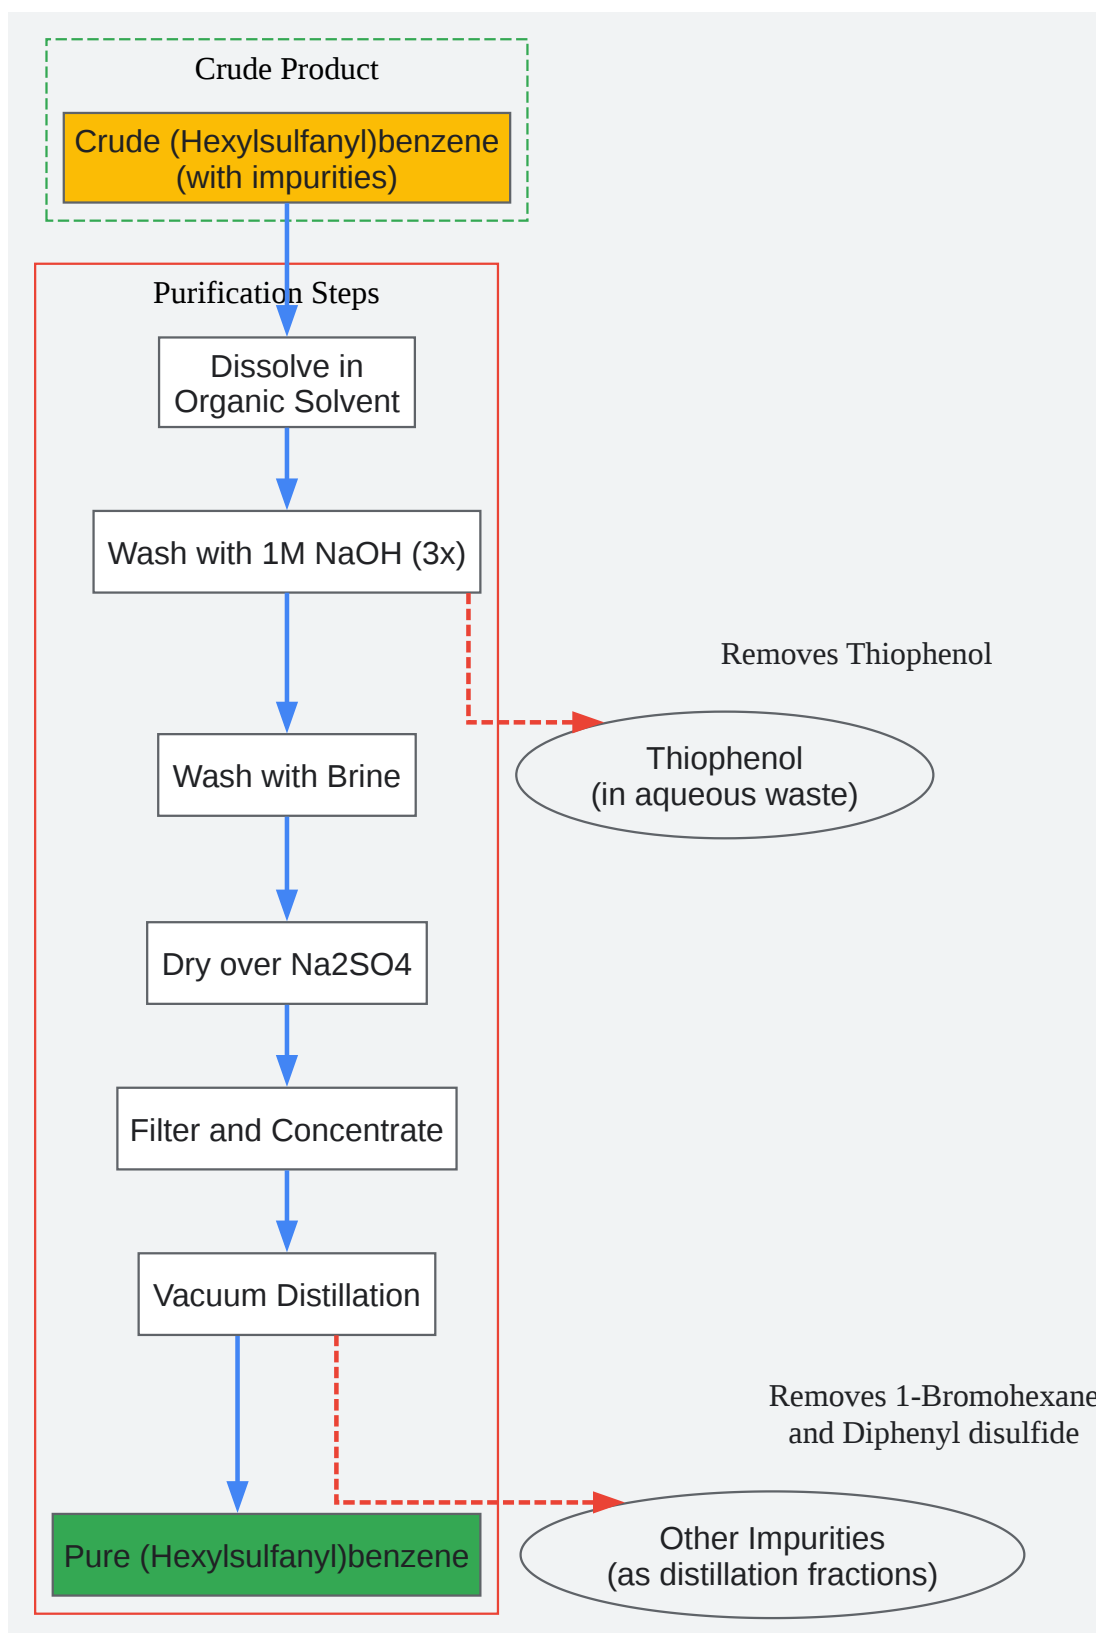 Crude Product
Crude (Hexylsulfanyl)benzene
(with impurities)
Purification Steps
Dissolve in
Organic Solvent
Wash with 1M NaOH (3x)
Removes Thiophenol
Thiophenol
(in aqueous waste)
Wash with Brine
Dry over Na2SO4
Filter and Concentrate
Vacuum Distillation
Removes 1-Bromohexane
and Diphenyl disulfide
Other Impurities
(as distillation fractions)
Pure (Hexylsulfanyl)benzene